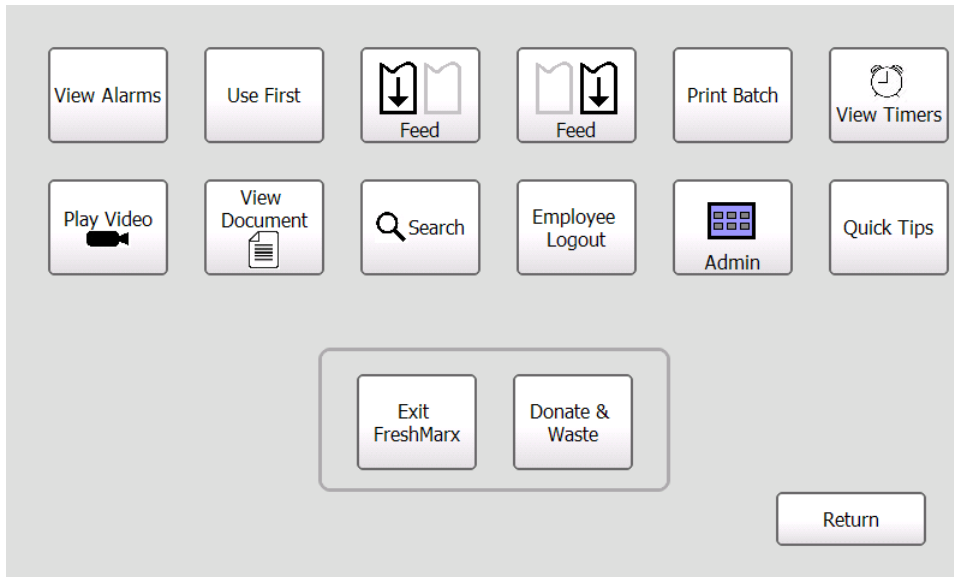 View Alarms
Use First
Feed
Feed
Print Batch
View Timers
Play Video
View
Document
Search
Employee
Logout
Admin
Quick Tips
Exit
FreshMarx
Donate &
Waste
Return